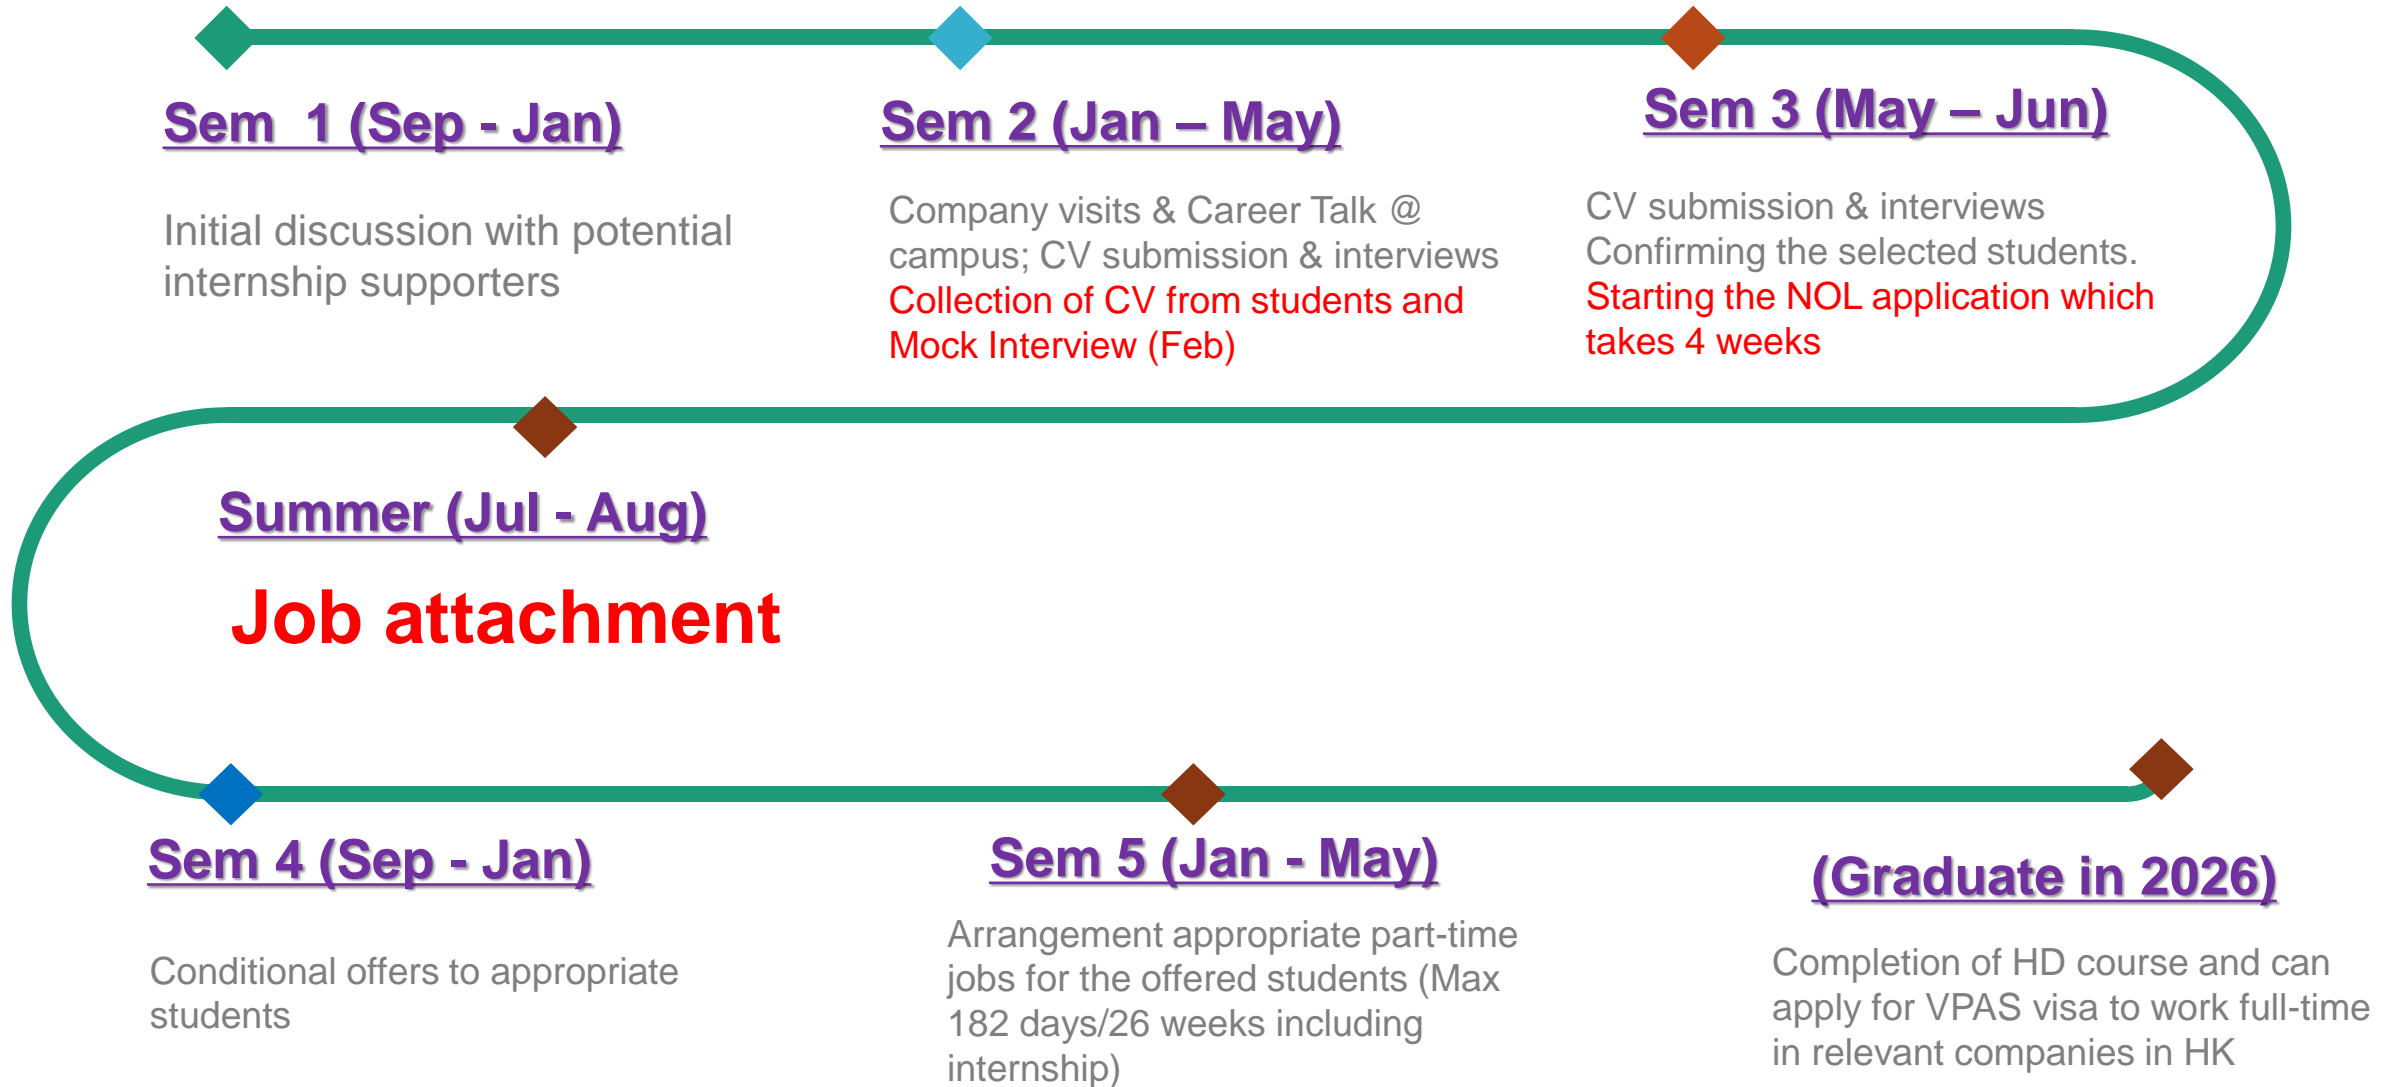 Sem 1 (Sep - Jan)
Initial discussion with potential
internship supporters
Sem 2 (Jan – May)
Company visits & Career Talk @
campus; CV submission & interviews
Collection of CV from students and
Mock Interview (Feb)
Sem 3 (May – Jun)
CV submission & interviews
Confirming the selected students.
Starting the NOL application which
takes 4 weeks
Summer (Jul - Aug)
Job attachment
Sem 4 (Sep - Jan)
Conditional offers to appropriate
students
Sem 5 (Jan - May)
Arrangement appropriate part-time
jobs for the offered students (Max
182 days/26 weeks including
internship)
(Graduate in 2026)
Completion of HD course and can
apply for VPAS visa to work full-time
in relevant companies in HK